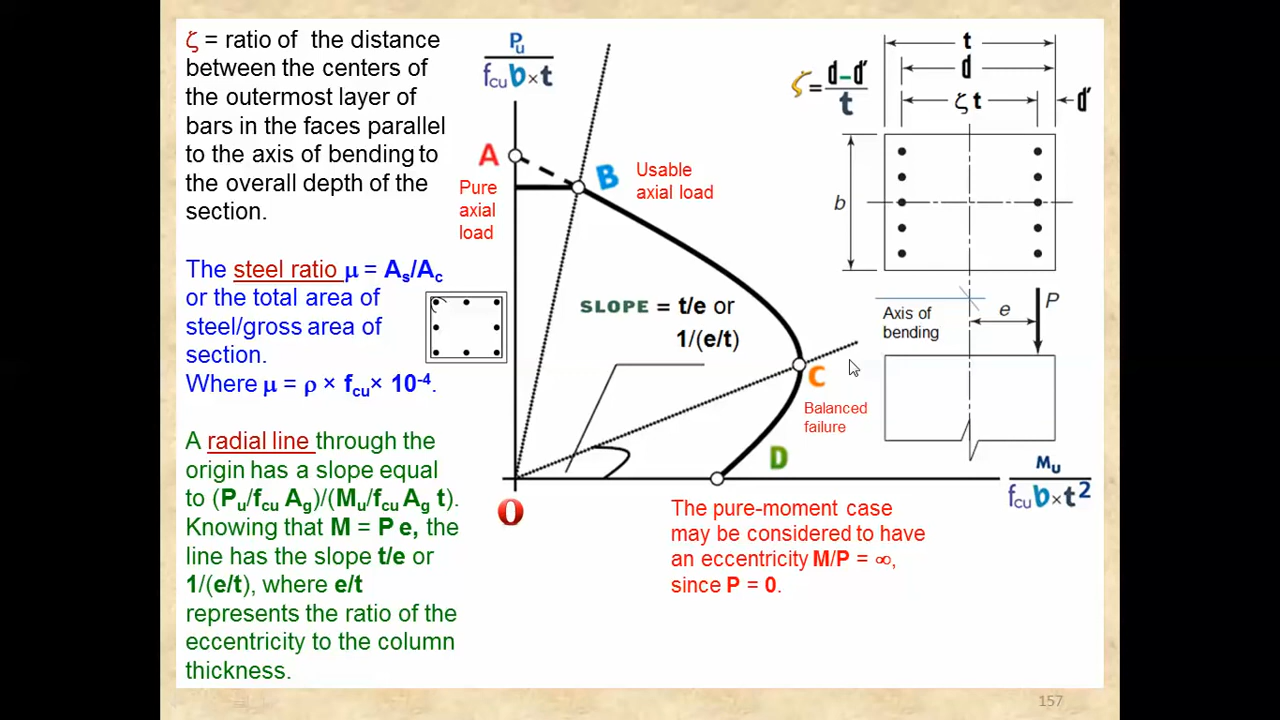 ζ = ratio of the distance
between the centers of
the outermost layer of
bars in the faces parallel
to the axis of bending to
the overall depth of the
section.
The steel ratio μ = As/Ac
or the total area of
steel/gross area of
section.
Where μ = ρ × fcu× 10-4.
A radial line through the
origin has a slope equal
to (Pu/fcu Ag)/(Mu/fcu Ag t).
Knowing that M = P e, the
line has the slope t/e or
1/(e/t), where e/t
represents the ratio of the
eccentricity to the column
thickness.
Pu
fcu b×t
A
Pure
axial
load
B
Usable
axial load
SLOPE = t/e or
1/(e/t)
C
Balanced
failure
D
O
Mu
fcu b×t2
The pure-moment case
may be considered to have
an eccentricity M/P = ∞,
since P = 0.
ζ = d-d'
t
t
d
ζ t
d'
b
Axis of
bending
e
P
157